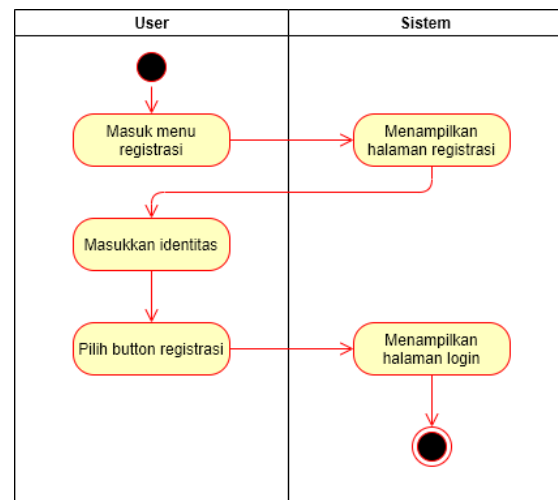 User
Sistem
Masuk menu
registrasi
Menampilkan
halaman registrasi
Masukkan identitas
Pilih button registrasi
Menampilkan
halaman login